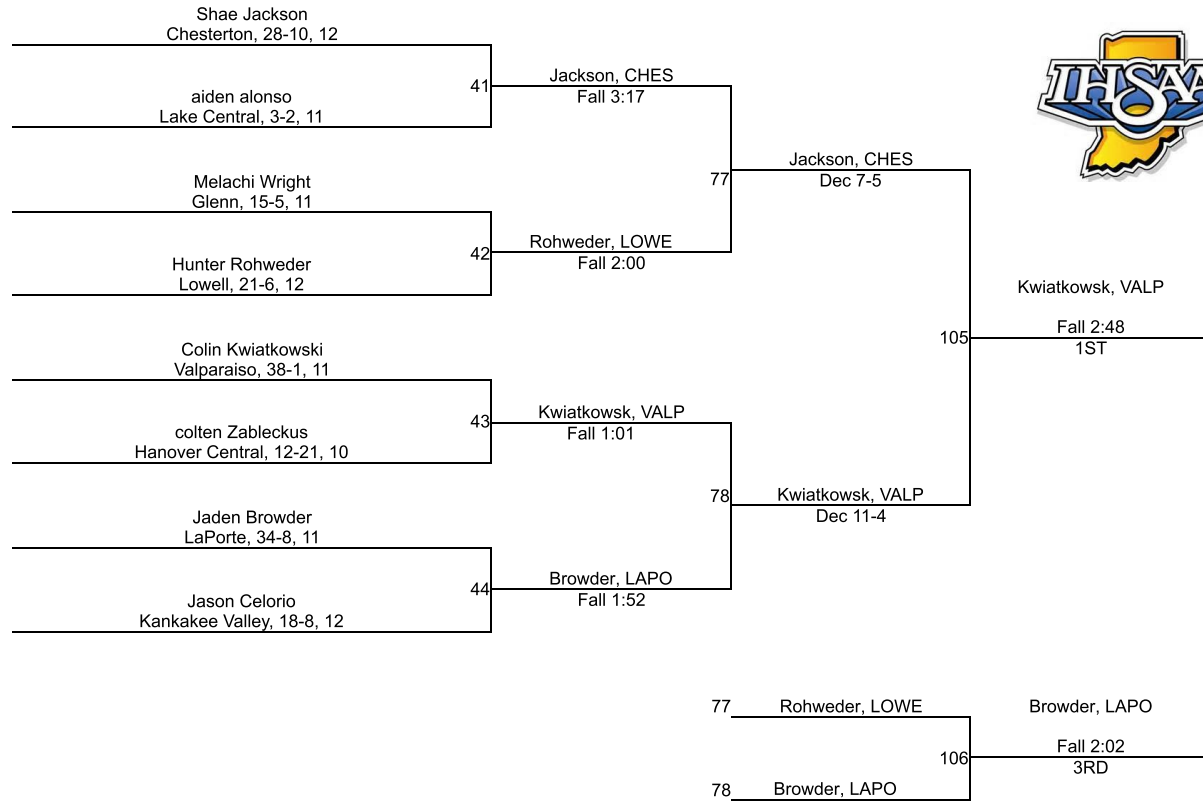 Shae Jackson
Chesterton, 28-10, 12
aiden alonso
Lake Central, 3-2, 11
Melachi Wright
Glenn, 15-5, 11
Hunter Rohweder
Lowell, 21-6, 12
Colin Kwiatkowski
Valparaiso, 38-1, 11
colten Zableckus
Hanover Central, 12-21, 10
Jaden Browder
LaPorte, 34-8, 11
Jason Celorio
Kankakee Valley, 18-8, 12
41
Jackson, CHES
Fall 3:17
42
Rohweder, LOWE
Fall 2:00
43
Kwiatkowsk, VALP
Fall 1:01
44
Browder, LAPO
Fall 1:52
77
Jackson, CHES
Dec 7-5
78
Kwiatkowsk, VALP
Dec 11-4
IHSAA
105
Kwiatkowsk, VALP
Fall 2:48
1ST
77
Rohweder, LOWE
78
Browder, LAPO
106
Browder, LAPO
Fall 2:02
3RD